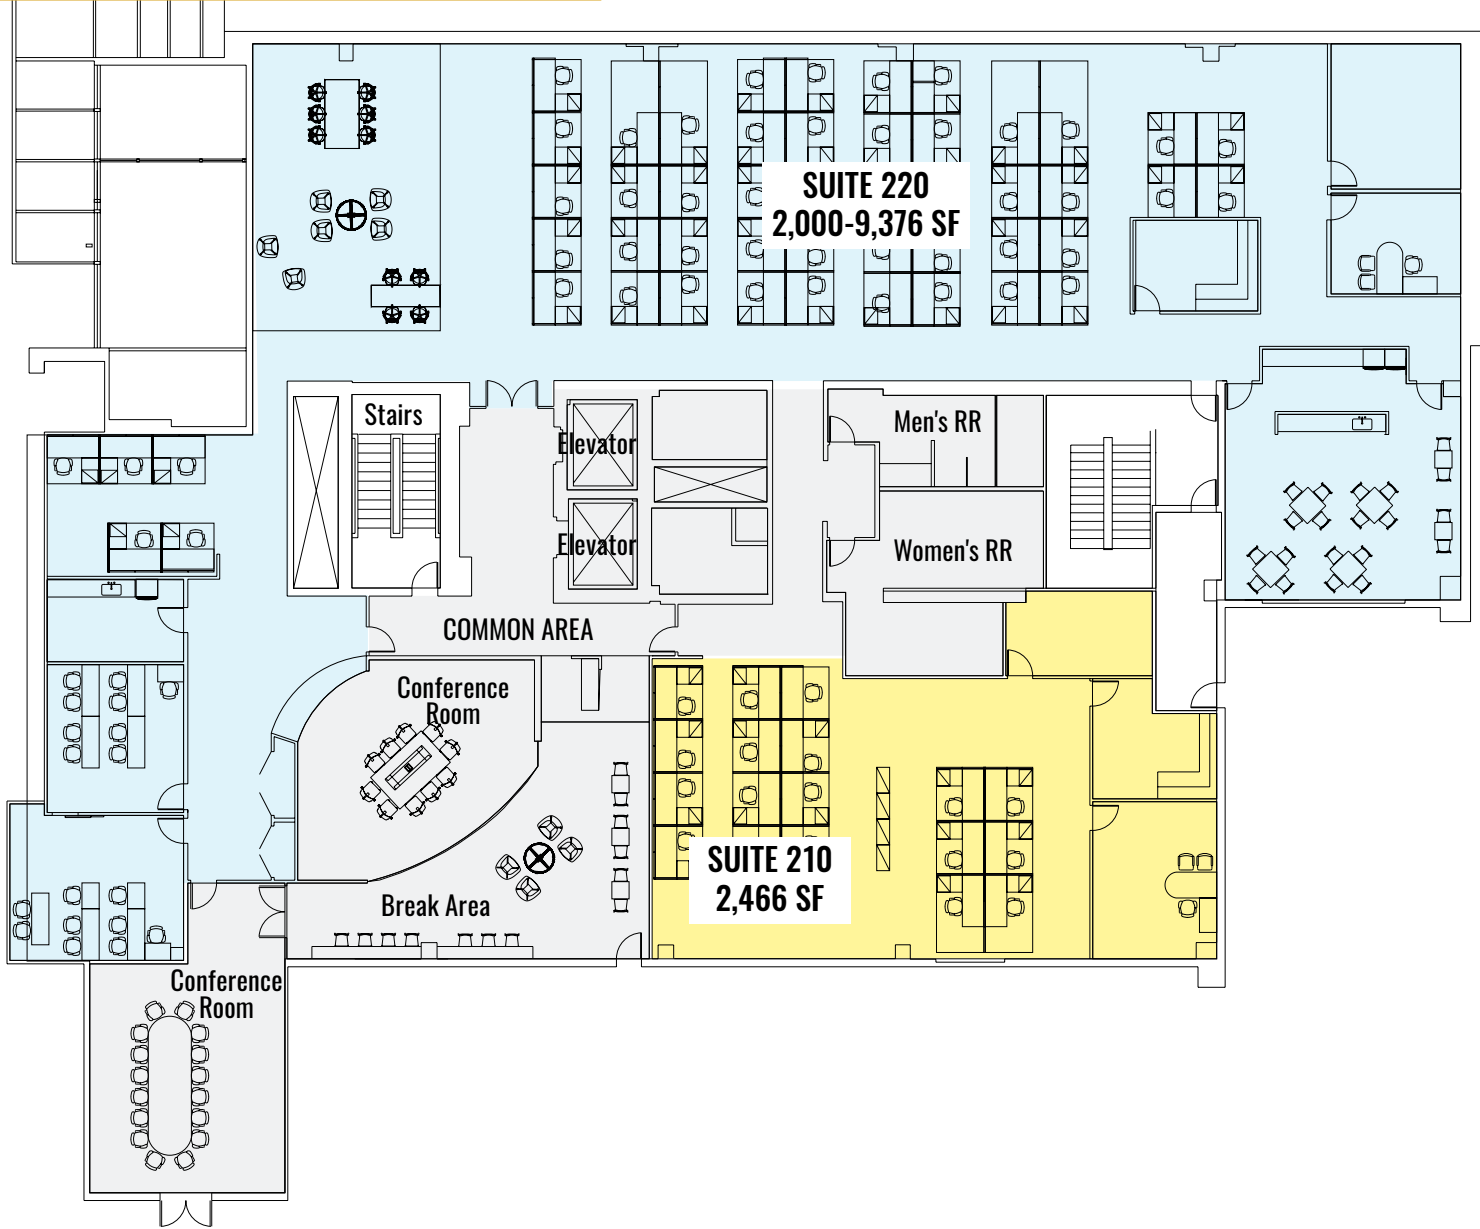 SUITE 220
2,000-9,376 SF
Stairs
Elevator
Men's RR
Elevator
Women's RR
COMMON AREA
Conference
Room
SUITE 210
2,466 SF
Break Area
Conference
Room